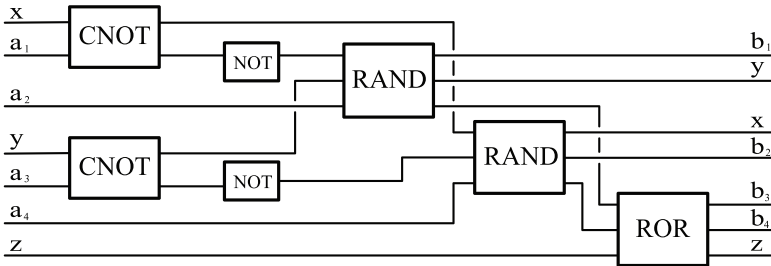 x
a₁ CNOT NOT RAND b₁
y
a₂
x
y CNOT RAND b₂
a₃ NOT
b₃
a₄ ROR b₄
z z